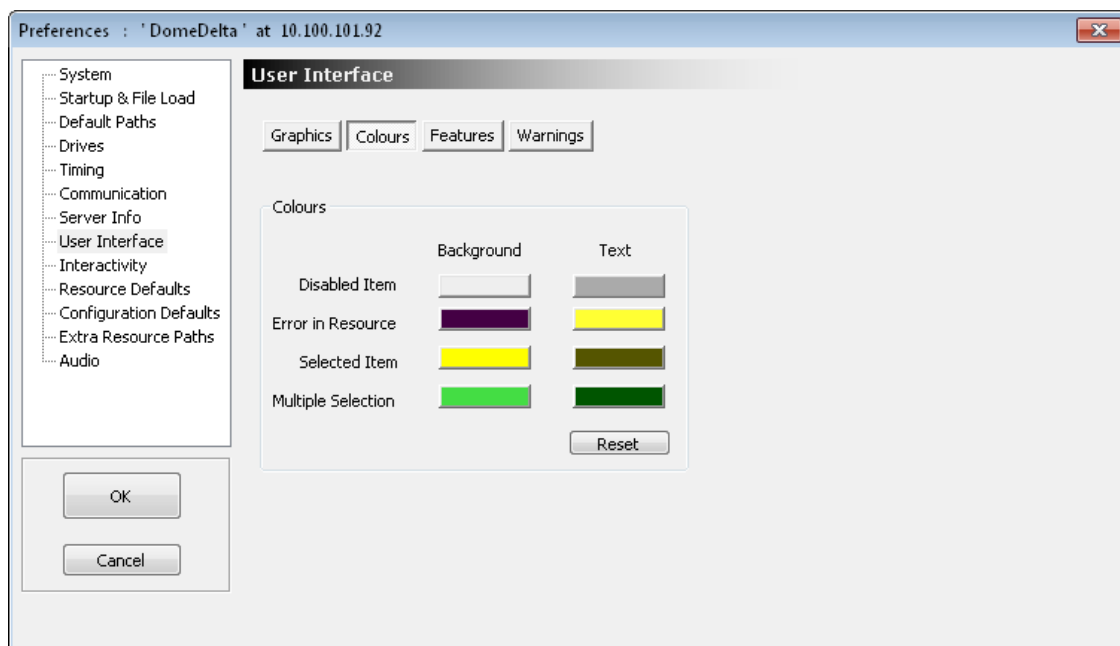 Preferences : 'DomeDelta' at 10.100.101.92
System
Startup & File Load
Default Paths
Drives
Timing
Communication
Server Info
User Interface
Interactivity
Resource Defaults
Configuration Defaults
Extra Resource Paths
Audio
OK
Cancel
User Interface
Graphics Colours Features Warnings
Colours
Background Text
Disabled Item
Error in Resource
Selected Item
Multiple Selection
Reset